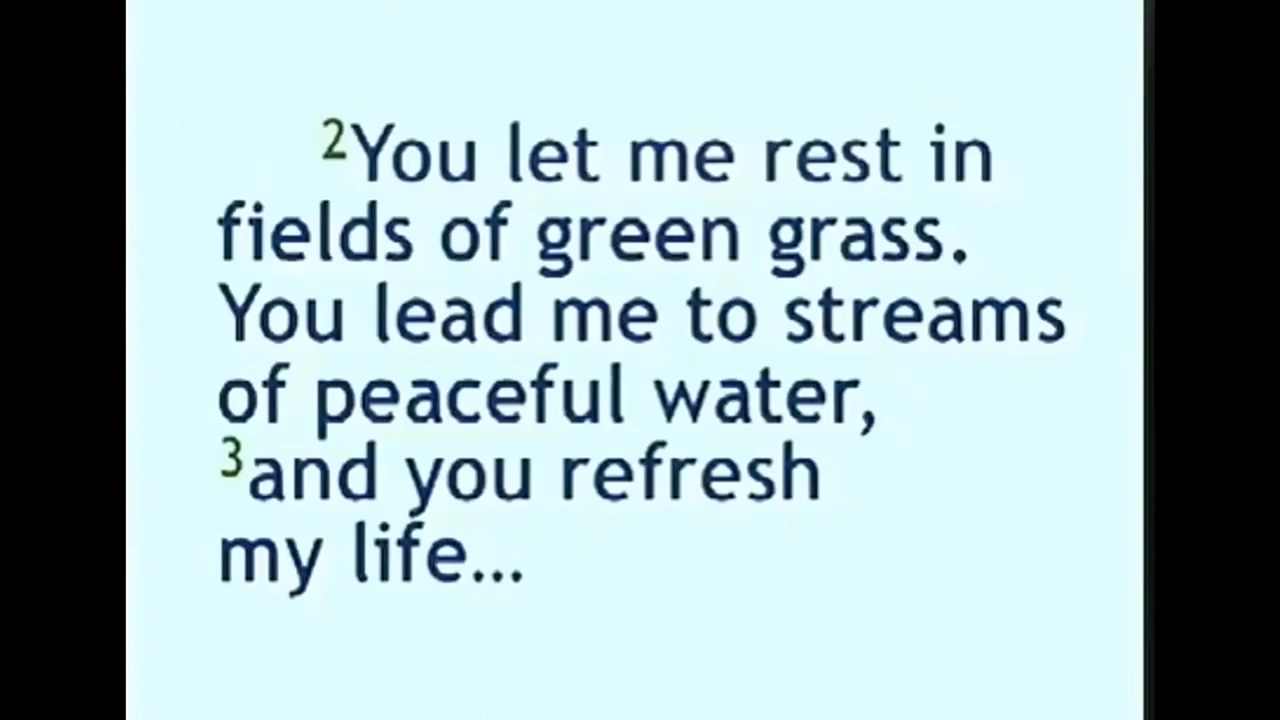 ²You let me rest in
fields of green grass.
You lead me to streams
of peaceful water,
³and you refresh
my life...